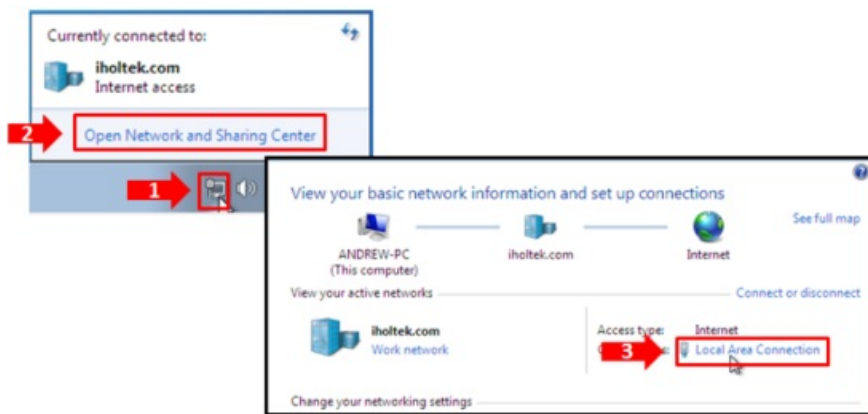 Currently connected to:
iholtek.com
Internet access
2
Open Network and Sharing Center
1
View your basic network information and set up connections
See full map
ANDREW-PC
(This computer)
iholtek.com
Internet
View your active networks
Connect or disconnect
iholtek.com
Work network
Access type: Internet
3 Local Area Connection
Change your networking settings